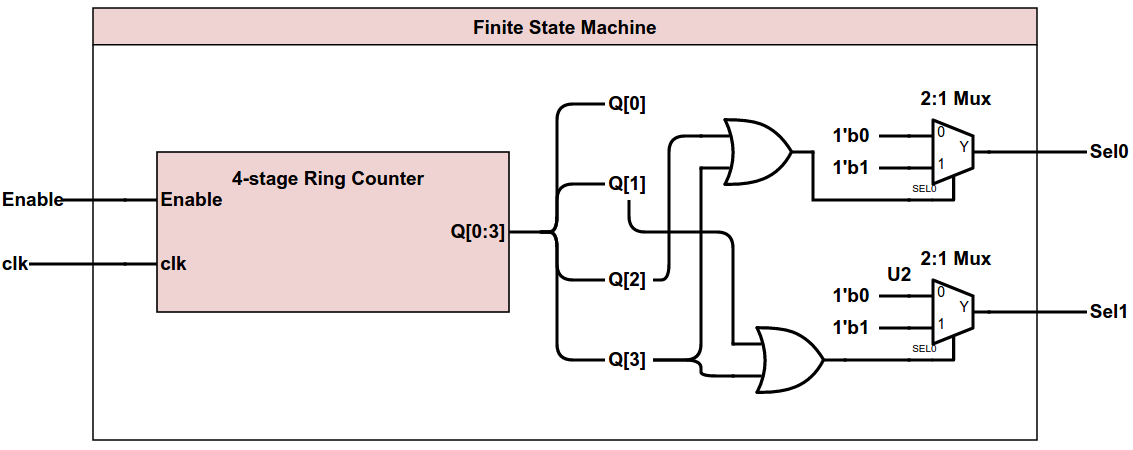 Finite State Machine
2:1 Mux
Q[0]
1'b0
0
Y
Sel0
1'b1
1
4-stage Ring Counter
Q[1]
SEL0
Enable
Enable
Q[0:3]
clk
clk
2:1 Mux
U2
Q[2]
1'b0
0
Y
Sel1
1'b1
1
SEL0
Q[3]